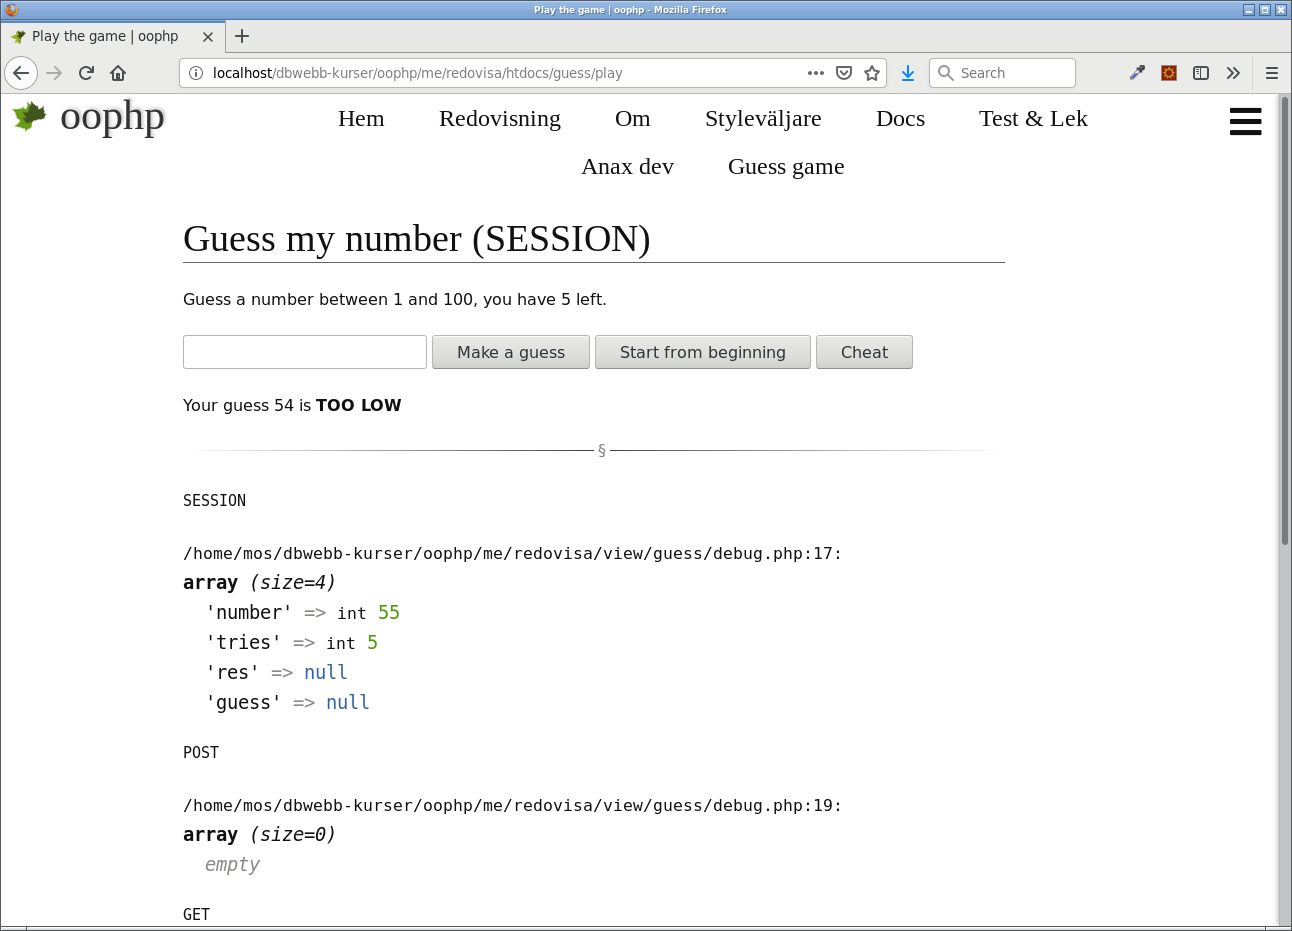 Play the game | oophp - Mozilla Firefox
Play the game | oophp
localhost/dbwebb-kurser/oophp/me/redovisa/htdocs/guess/play
Search
oophp
Hem Redovisning Om Styleväljare Docs Test & Lek
Anax dev Guess game
Guess my number (SESSION)
Guess a number between 1 and 100, you have 5 left.
Make a guess Start from beginning Cheat
Your guess 54 is TOO LOW
§
SESSION
/home/mos/dbwebb-kurser/oophp/me/redovisa/view/guess/debug.php:17:
array (size=4)
'number' => int 55
'tries' => int 5
'res' => null
'guess' => null
POST
/home/mos/dbwebb-kurser/oophp/me/redovisa/view/guess/debug.php:19:
array (size=0)
empty
GET